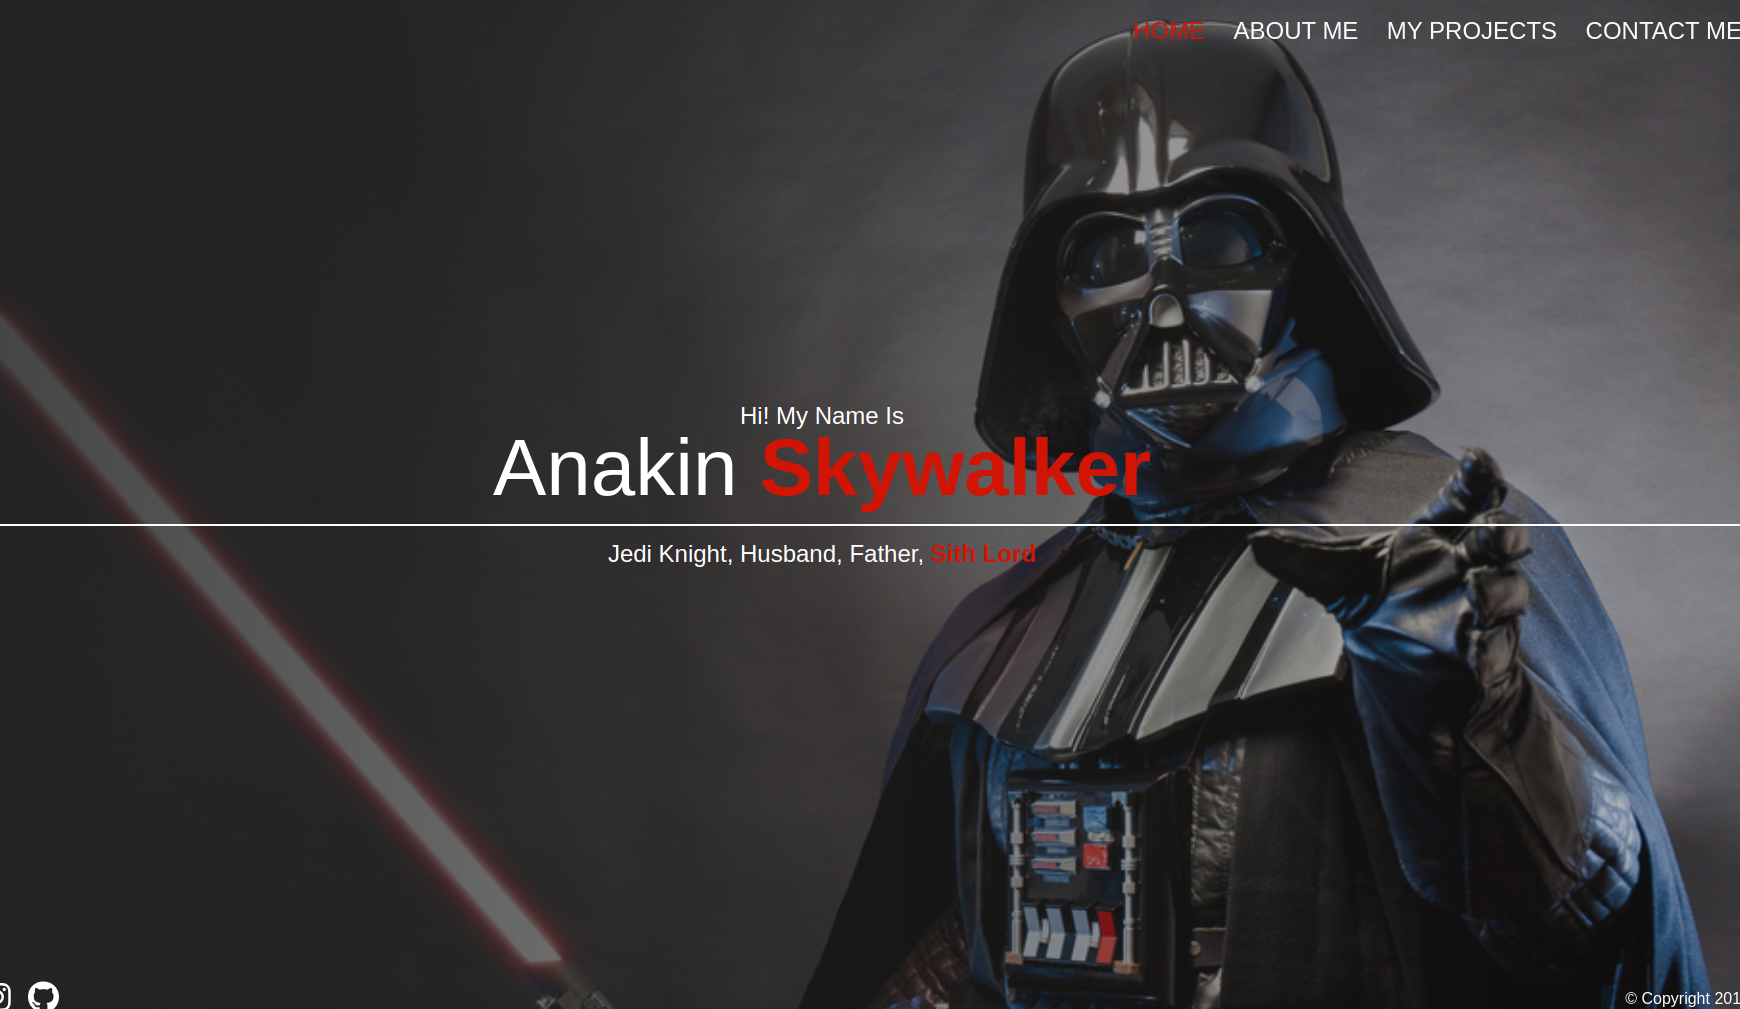 HOME ABOUT ME MY PROJECTS CONTACT ME
Hi! My Name Is
Anakin Skywalker
Jedi Knight, Husband, Father, Sith Lord
© Copyright 201